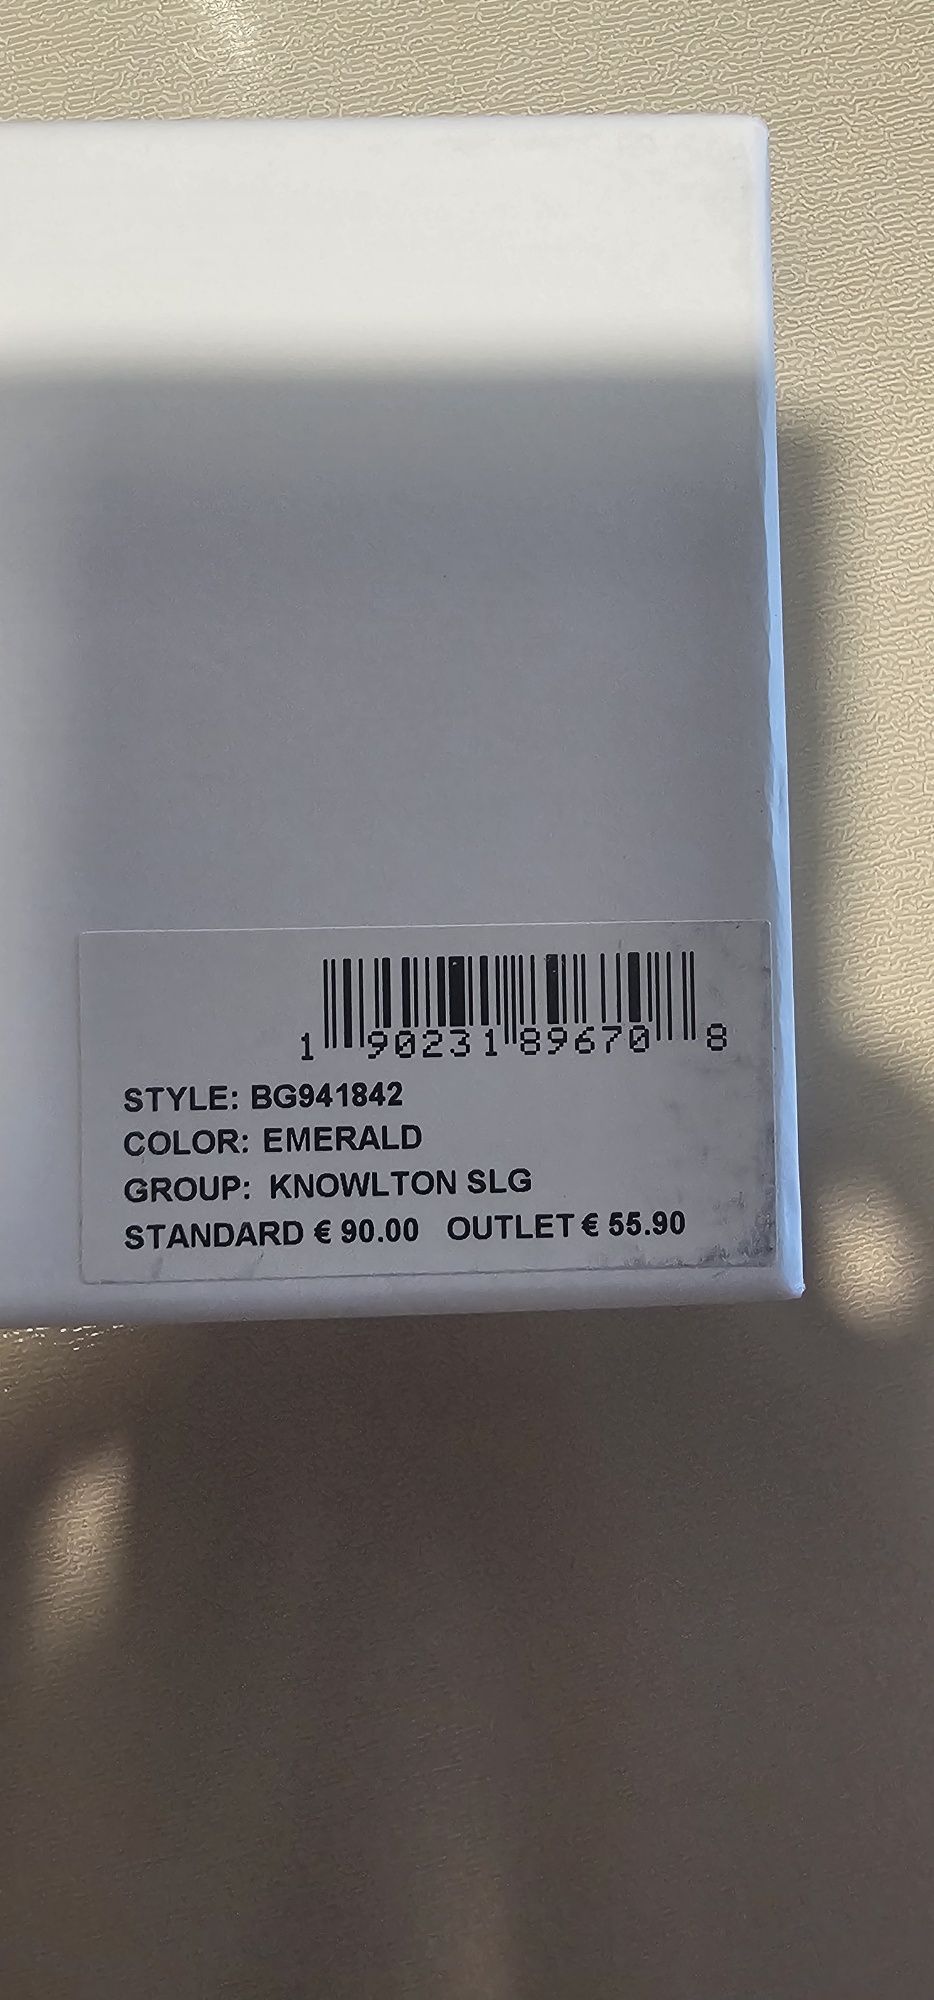 1 90231 89670 8
STYLE: BG941842
COLOR: EMERALD
GROUP: KNOWLTON SLG
STANDARD € 90.00 OUTLET € 55.90